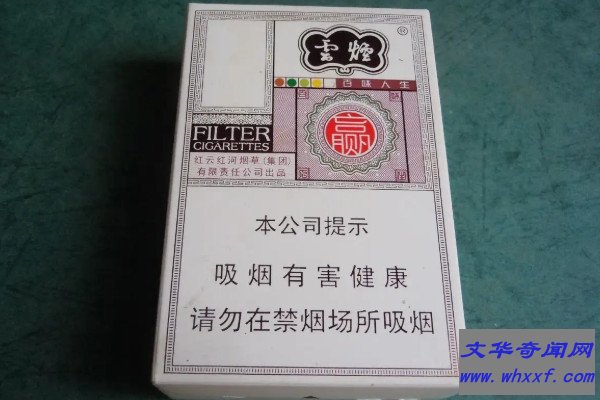 雲煙
®
百味人生
赢
FILTER
CIGARETTES
红云红河烟草(集团)
有限责任公司出品
本公司提示
吸烟有害健康
请勿在禁烟场所吸烟
文华奇闻网
www.whxxf.com